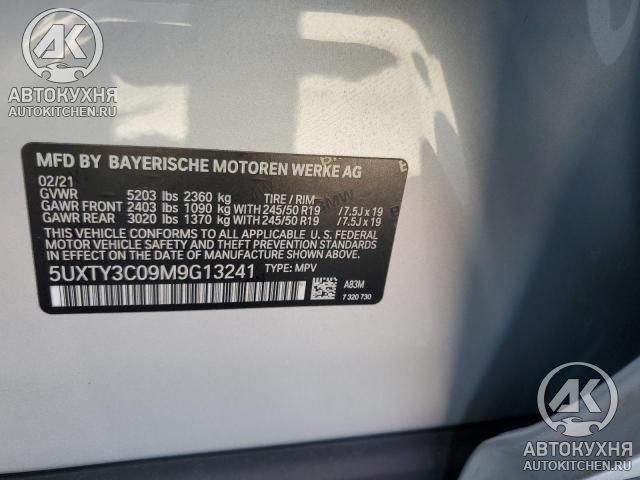 AK
АВТОКУХНЯ
AUTOKITCHEN.RU
MFD BY BAYERISCHE MOTOREN WERKE AG
02/21
GVWR 5203 lbs 2360 kg TIRE / RIM
GAWR FRONT 2403 lbs 1090 kg WITH 245/50 R19 /7.5J x 19
GAWR REAR 3020 lbs 1370 kg WITH 245/50 R19 /7.5J x 19
THIS VEHICLE CONFORMS TO ALL APPLICABLE U.S. FEDERAL
MOTOR VEHICLE SAFETY, BUMPER, AND THEFT PREVENTION STANDARDS
IN EFFECT ON THE DATE OF MANUFACTURE SHOWN ABOVE.
5UXTY3C09M9G13241 TYPE: MPV
A83M
7 320 730
AK
АВТОКУХНЯ
AUTOKITCHEN.RU